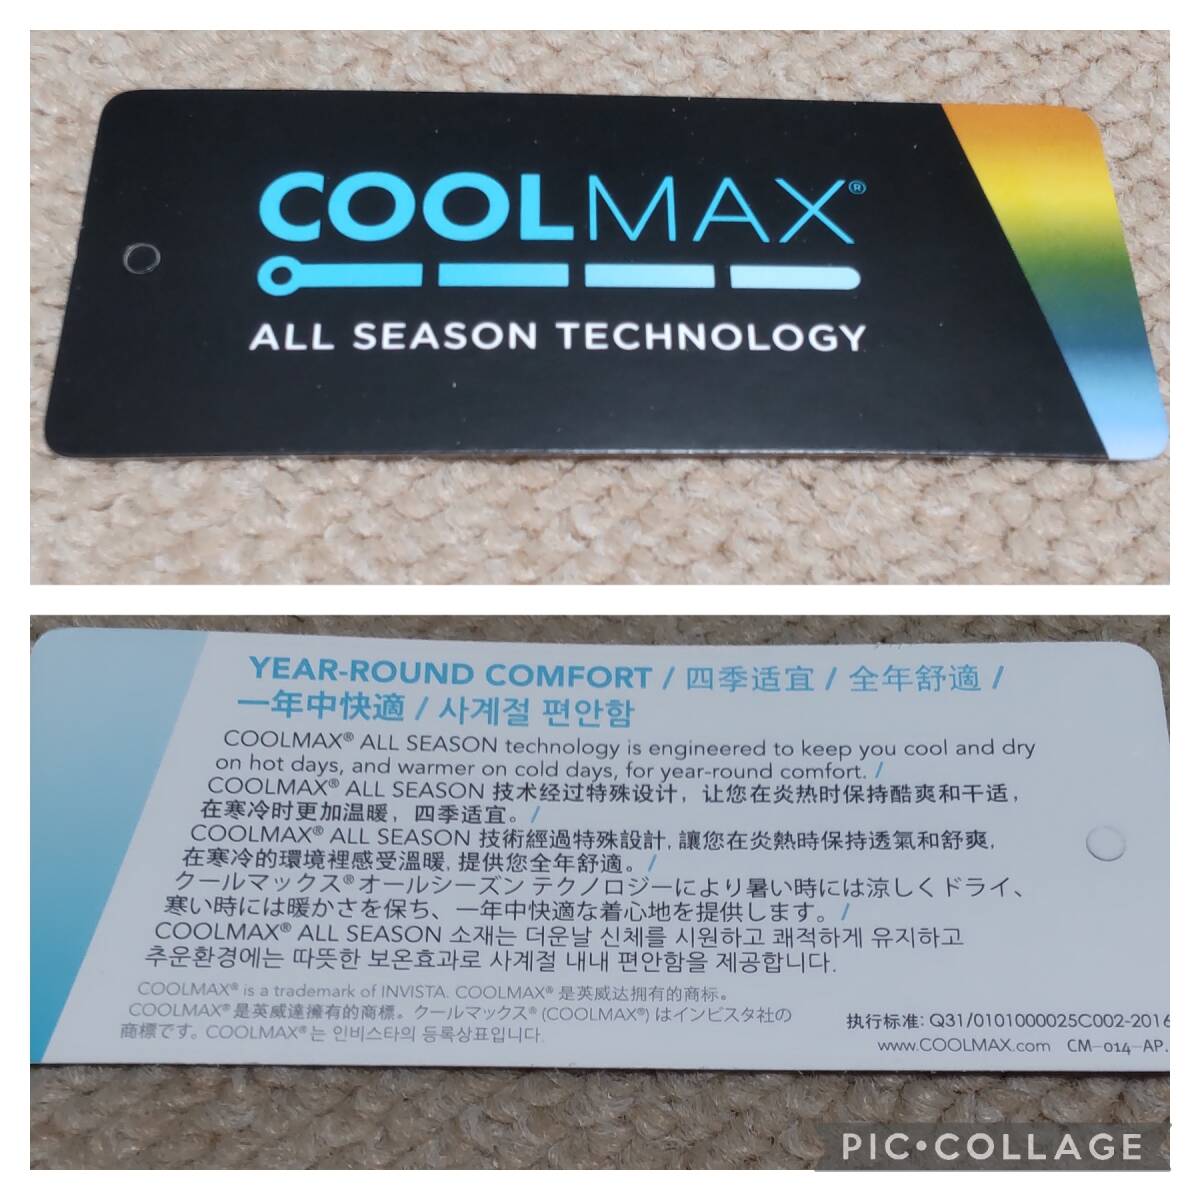 COOLMAX®
ALL SEASON TECHNOLOGY
YEAR-ROUND COMFORT / 四季适宜 / 全年舒適 /
一年中快適 / 사계절 편안함
COOLMAX® ALL SEASON technology is engineered to keep you cool and dry
on hot days, and warmer on cold days, for year-round comfort. /
COOLMAX® ALL SEASON 技术经过特殊设计，让您在炎热时保持酷爽和干适，
在寒冷时更加温暖，四季适宜。/
COOLMAX® ALL SEASON 技術經過特殊設計, 讓您在炎熱時保持透氣和舒爽,
在寒冷的環境裡感受溫暖, 提供您全年舒適。/
クールマックス®オールシーズン テクノロジーにより暑い時には涼しくドライ、
寒い時には暖かさを保ち、一年中快適な着心地を提供します。/
COOLMAX® ALL SEASON 소재는 더운날 신체를 시원하고 쾌적하게 유지하고
추운환경에는 따뜻한 보온효과로 사계절 내내 편안함을 제공합니다.
COOLMAX® is a trademark of INVISTA. COOLMAX® 是英威达拥有的商标。
COOLMAX® 是英威達擁有的商標。クールマックス® (COOLMAX®) はインビスタ社の
商標です。COOLMAX®는 인비스타의 등록상표입니다.
执行标准: Q31/0101000025C002-2016
www.COOLMAX.com CM-014-AP.
PIC•COLLAGE